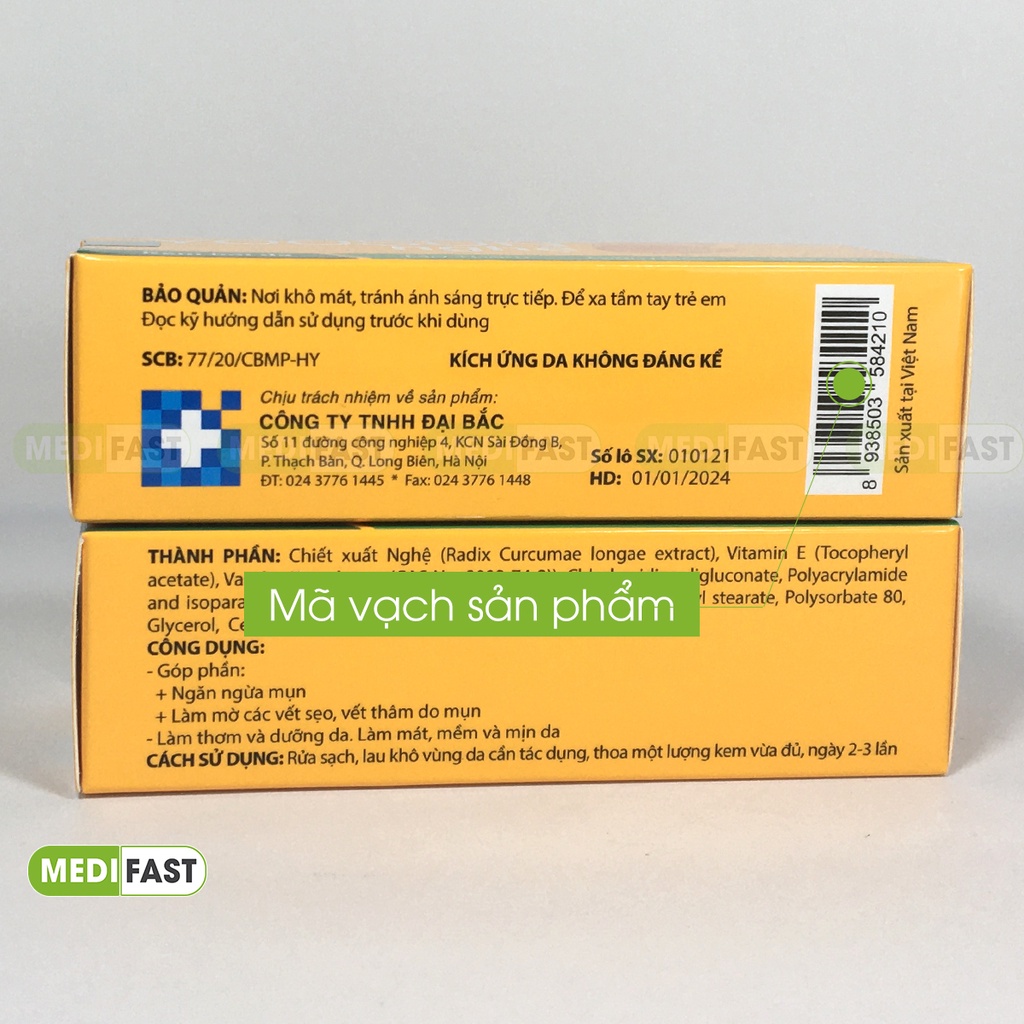 BẢO QUẢN: Nơi khô mát, tránh ánh sáng trực tiếp. Để xa tầm tay trẻ em
Đọc kỹ hướng dẫn sử dụng trước khi dùng
SCB: 77/20/CBMP-HY
KÍCH ỨNG DA KHÔNG ĐÁNG KỂ
Chịu trách nhiệm về sản phẩm:
CÔNG TY TNHH ĐẠI BẮC
Số 11 đường công nghiệp 4, KCN Sài Đồng B,
P. Thạch Bàn, Q. Long Biên, Hà Nội
ĐT: 024 3776 1445 * Fax: 024 3776 1448
Số lô SX: 010121
HD: 01/01/2024
8 938503 584210
Sản xuất tại Việt Nam
MEDIFAST MEDIFAST MEDIFAST MEDIFAST
THÀNH PHẦN: Chiết xuất Nghệ (Radix Curcumae longae extract), Vitamin E (Tocopheryl
acetate), digluconate, Polyacrylamide
and stearate, Polysorbate 80,
Glycerol,
Mã vạch sản phẩm
CÔNG DỤNG:
- Góp phần:
+ Ngăn ngừa mụn
+ Làm mờ các vết sẹo, vết thâm do mụn
- Làm thơm và dưỡng da. Làm mát, mềm và mịn da
CÁCH SỬ DỤNG: Rửa sạch, lau khô vùng da cần tác dụng, thoa một lượng kem vừa đủ, ngày 2-3 lần
MEDIFAST